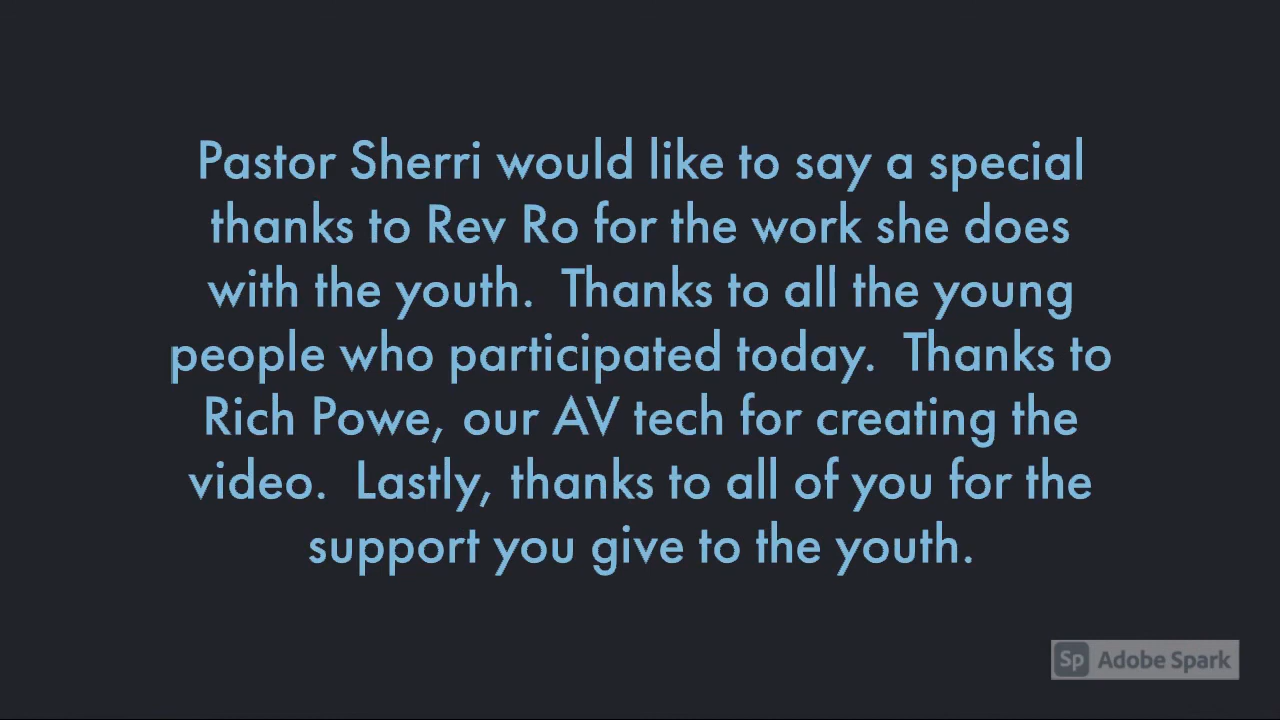 Pastor Sherri would like to say a special
thanks to Rev Ro for the work she does
with the youth.  Thanks to all the young
people who participated today.  Thanks to
Rich Powe, our AV tech for creating the
video.  Lastly, thanks to all of you for the
support you give to the youth.
Sp Adobe Spark